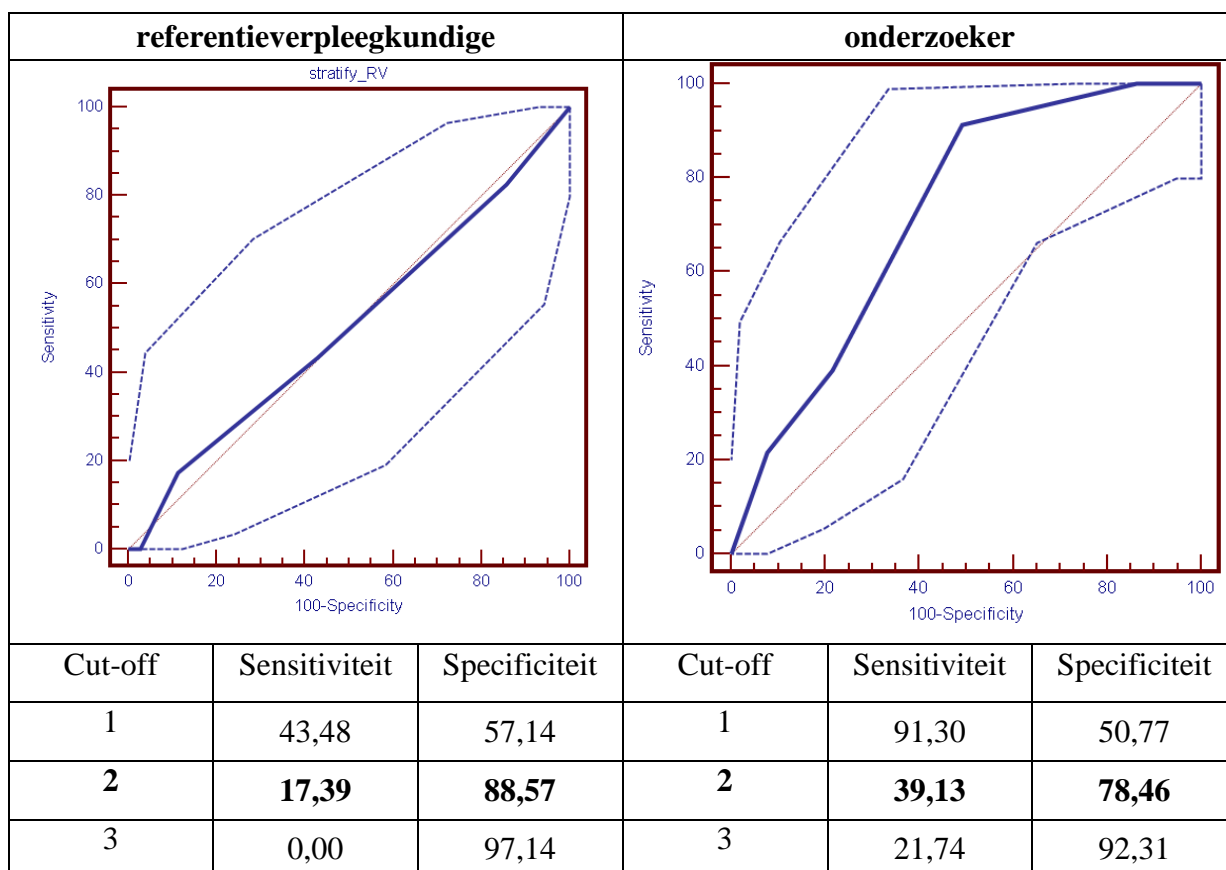 referentieverpleegkundige onderzoeker
stratify_RV
100
80
60
40
20
0
Sensitivity
0 20 40 60 80 100
100-Specificity
100
80
60
40
20
0
Sensitivity
0 20 40 60 80 100
100-Specificity
Cut-off Sensitiviteit Specificiteit Cut-off Sensitiviteit Specificiteit
1 43,48 57,14 1 91,30 50,77
2 17,39 88,57 2 39,13 78,46
3 0,00 97,14 3 21,74 92,31